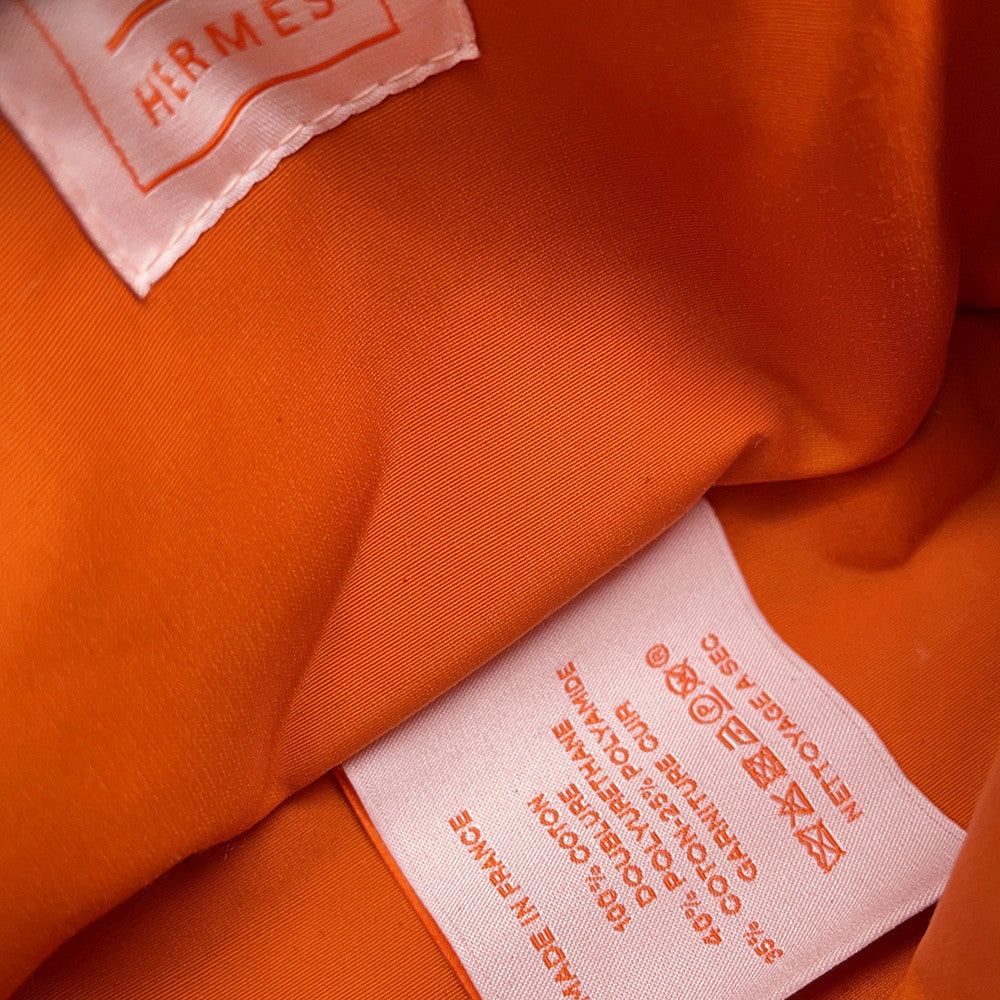 HERMES
MADE IN FRANCE
100% COTON
DOUBLURE
40% POLYURETHANE
35% COTON-25% POLYAMIDE
GARNITURE CUIR
NETTOYAGE A SEC